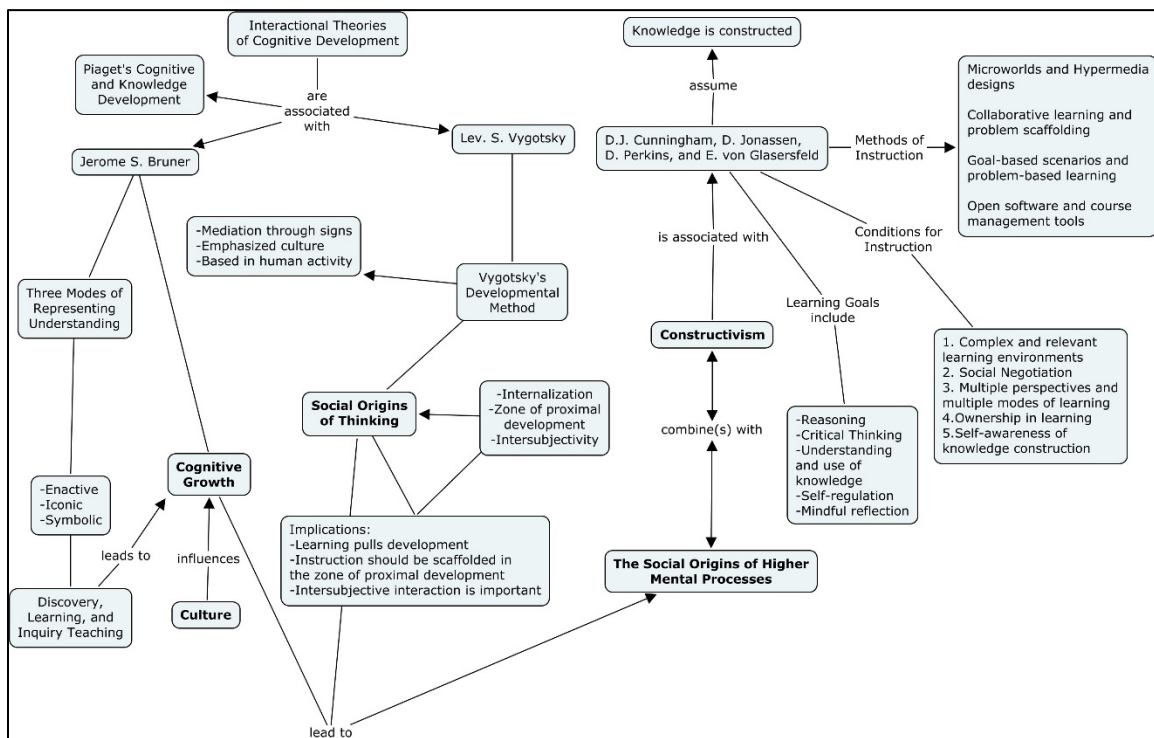 Interactional Theories
of Cognitive Development
Piaget's Cognitive
and Knowledge
Development
are
associated
with
Jerome S. Bruner
Lev. S. Vygotsky
-Mediation through signs
-Emphasized culture
-Based in human activity
Vygotsky's
Developmental
Method
Three Modes of
Representing
Understanding
Social Origins
of Thinking
-Internalization
-Zone of proximal
development
-Intersubjectivity
Cognitive
Growth
-Enactive
-Iconic
-Symbolic
leads to
influences
Discovery,
Learning, and
Inquiry Teaching
Culture
Implications:
-Learning pulls development
-Instruction should be scaffolded in
the zone of proximal development
-Intersubjective interaction is important
lead to
Knowledge is constructed
assume
D.J. Cunningham, D. Jonassen,
D. Perkins, and E. von Glasersfeld
Methods of
Instruction
Microworlds and Hypermedia
designs
Collaborative learning and
problem scaffolding
Goal-based scenarios and
problem-based learning
Open software and course
management tools
is associated with
Conditions for
Instruction
Learning Goals
include
Constructivism
combine(s) with
-Reasoning
-Critical Thinking
-Understanding
and use of
knowledge
-Self-regulation
-Mindful reflection
1. Complex and relevant
learning environments
2. Social Negotiation
3. Multiple perspectives and
multiple modes of learning
4.Ownership in learning
5.Self-awareness of
knowledge construction
The Social Origins of Higher
Mental Processes